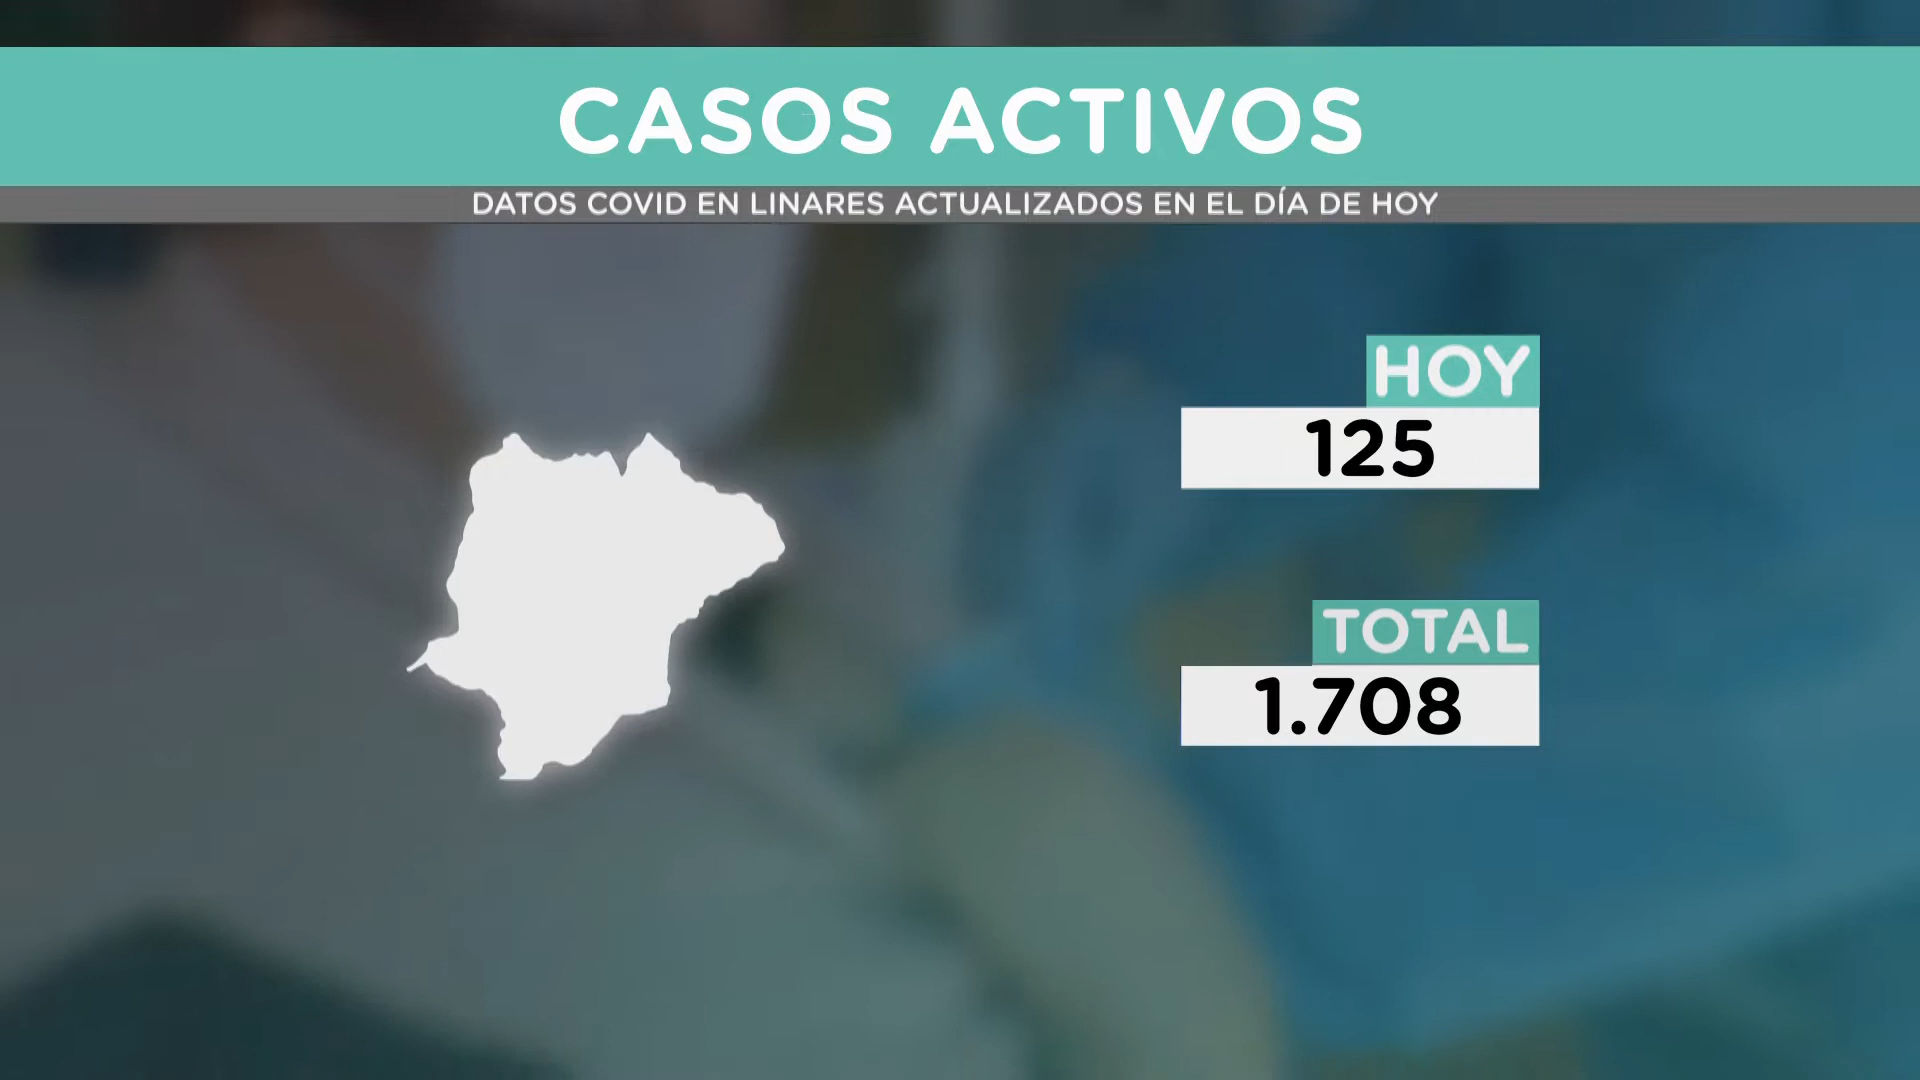 CASOS ACTIVOS
DATOS COVID EN LINARES ACTUALIZADOS EN EL DÍA DE HOY
HOY
125
TOTAL
1.708